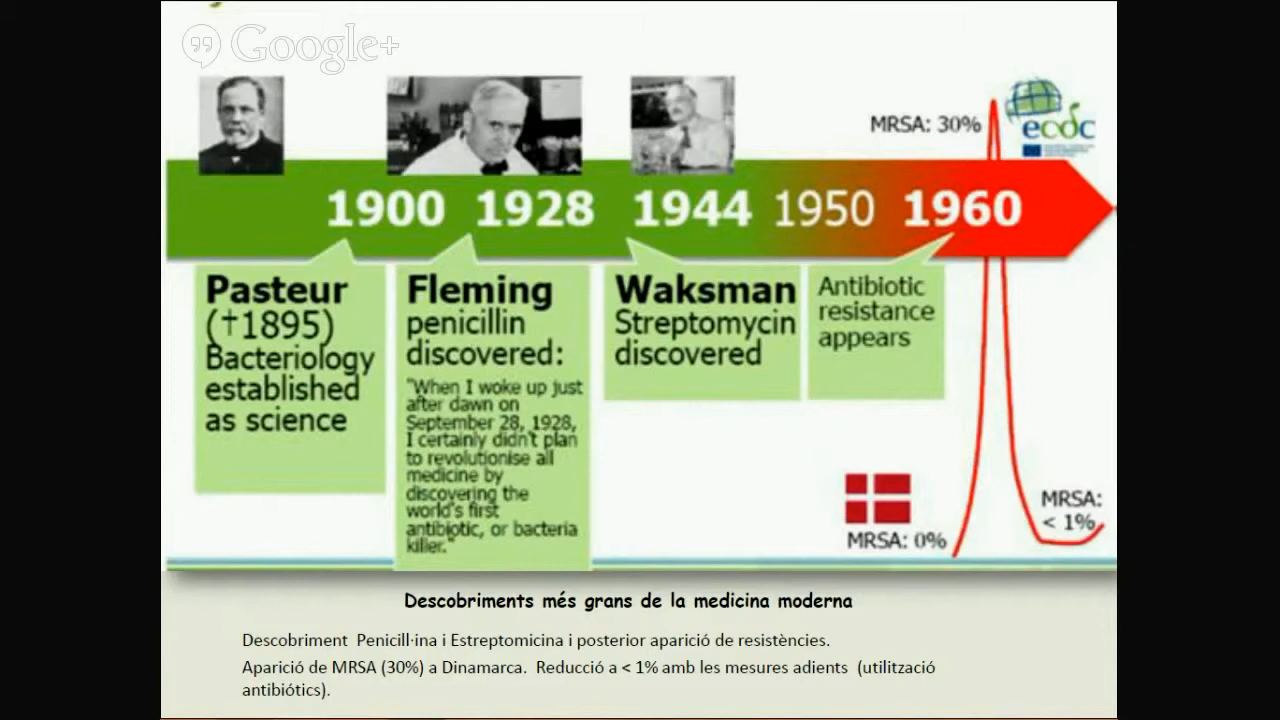 Google+
MRSA: 30%
ecdc
1900 1928 1944 1950 1960
Pasteur
(†1895)
Bacteriology
established
as science
Fleming
penicillin
discovered:
"When I woke up just
after dawn on
September 28, 1928,
I certainly didn't plan
to revolutionise all
medicine by
discovering the
world's first
antibiotic, or bacteria
killer."
Waksman
Streptomycin
discovered
Antibiotic
resistance
appears
MRSA: 0%
MRSA:
< 1%
Descobriments més grans de la medicina moderna
Descobriment Penicill·ina i Estreptomicina i posterior aparició de resistències.
Aparició de MRSA (30%) a Dinamarca. Reducció a < 1% amb les mesures adients (utilització
antibiótics).